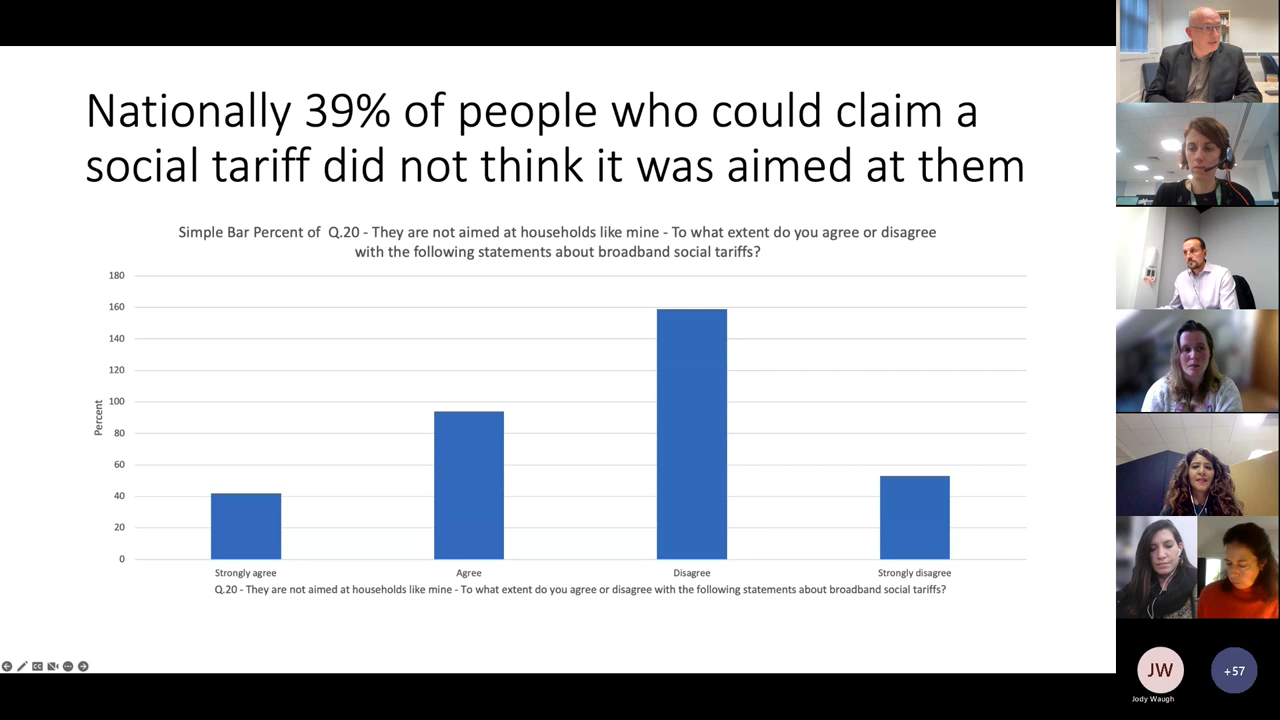 Nationally 39% of people who could claim a
social tariff did not think it was aimed at them
Simple Bar Percent of Q.20 - They are not aimed at households like mine - To what extent do you agree or disagree
with the following statements about broadband social tariffs?
180
160
140
120
100
80
60
40
20
0
Percent
Strongly agree
Agree
Disagree
Strongly disagree
Q.20 - They are not aimed at households like mine - To what extent do you agree or disagree with the following statements about broadband social tariffs?
CC
JW
+57
Jody Waugh